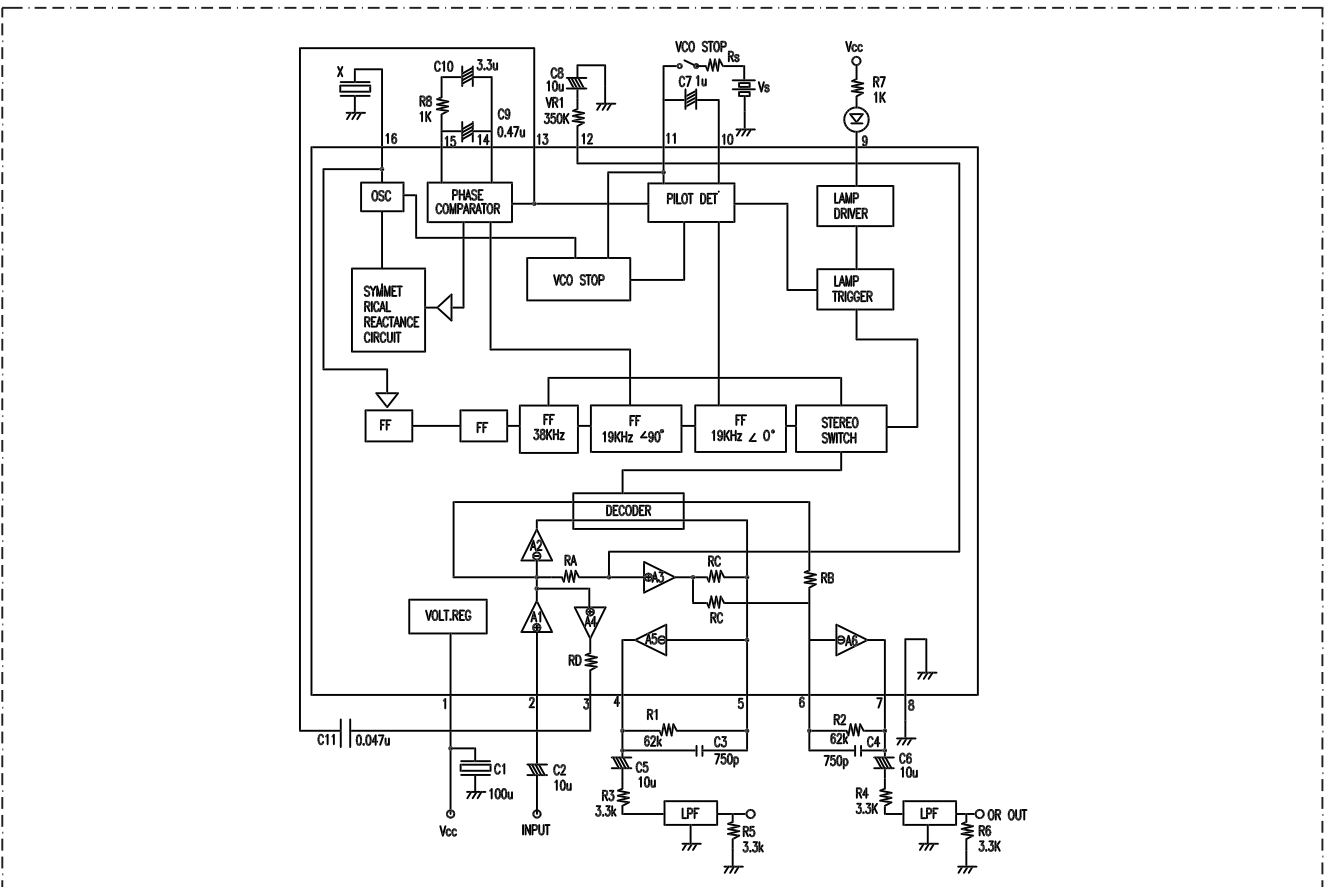 VCO STOP
Rs
Vcc
X
C10
3.3u
C8
10u
C7 1u
Vs
R7
1K
R8
1K
C9
0.47u
VR1
350K
16
15
14
13
12
11
10
9
OSC
PHASE
COMPARATOR
PILOT DET
LAMP
DRIVER
VCO STOP
SYMMET
RICAL
REACTANCE
CIRCUIT
LAMP
TRIGGER
FF
FF
FF
38KHz
FF
19KHz ∠90°
FF
19KHz ∠ 0°
STEREO
SWITCH
DECODER
A2
⊖
RA
⊕A3
RC
RB
RC
VOLT.REG
A1
⊕
⊕
A4
A5⊖
⊖A6
RD
1
2
3
4
5
6
7
8
C11
0.047u
R1
62k
C3
750p
R2
62k
C4
750p
C1
100u
C2
10u
C5
10u
C6
10u
R3
3.3k
R4
3.3K
Vcc
INPUT
LPF
R5
3.3k
LPF
OR OUT
R6
3.3K